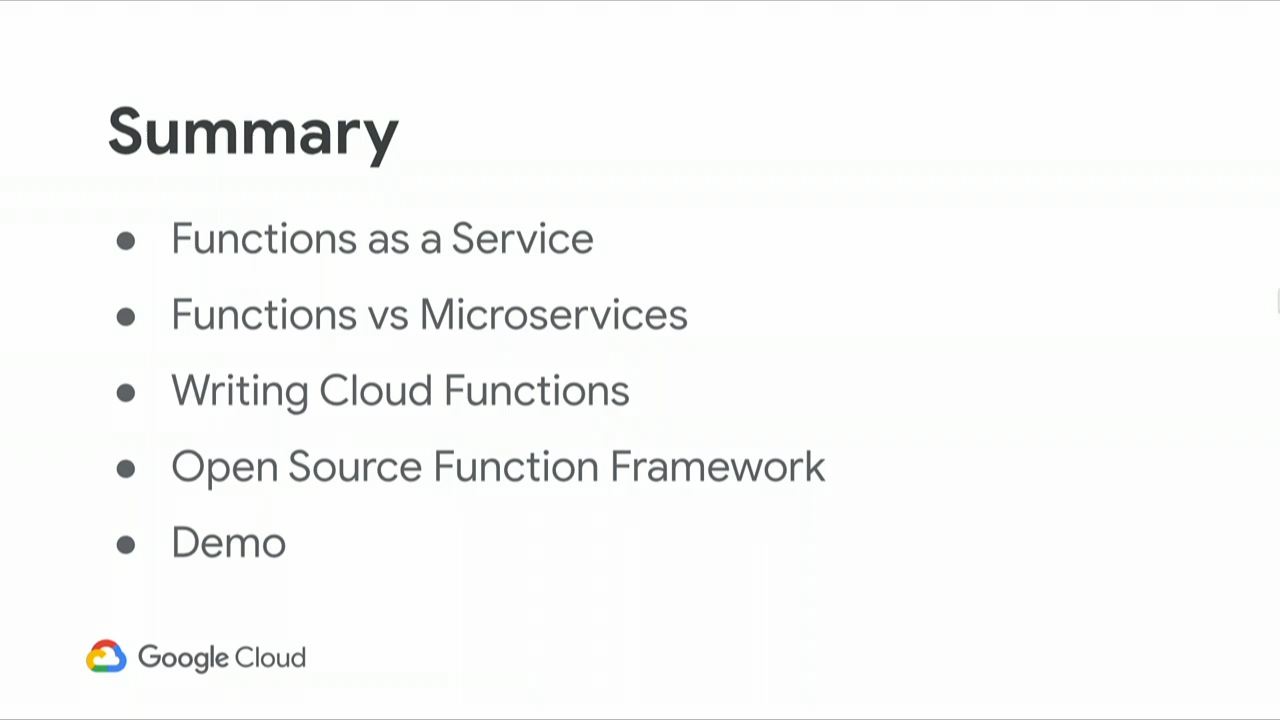 Summary
● Functions as a Service
● Functions vs Microservices
● Writing Cloud Functions
● Open Source Function Framework
● Demo
Google Cloud